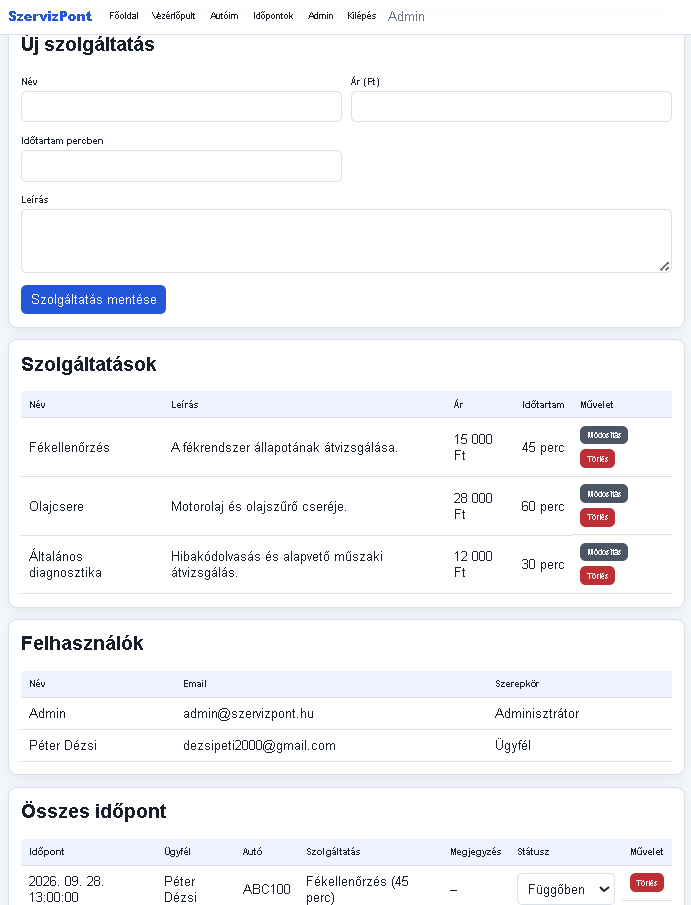 SzervizPont Főoldal Vezérlőpult Autóim Időpontok Admin Kilépés Admin
Új szolgáltatás
Név Ár (Ft)
Időtartam percben
Leírás
Szolgáltatás mentése
Szolgáltatások
Név Leírás Ár Időtartam Művelet
Fékellenőrzés A fékrendszer állapotának átvizsgálása. 15 000 Ft 45 perc Módosítás
Törlés
Olajcsere Motorolaj és olajszűrő cseréje. 28 000 Ft 60 perc Módosítás
Törlés
Általános diagnosztika Hibakódolvasás és alapvető műszaki átvizsgálás. 12 000 Ft 30 perc Módosítás
Törlés
Felhasználók
Név Email Szerepkör
Admin admin@szervizpont.hu Adminisztrátor
Péter Dézsi dezsipeti2000@gmail.com Ügyfél
Összes időpont
Időpont Ügyfél Autó Szolgáltatás Megjegyzés Státusz Művelet
2026. 09. 28. 13:00:00 Péter Dézsi ABC100 Fékellenőrzés (45 perc) – Függőben Törlés